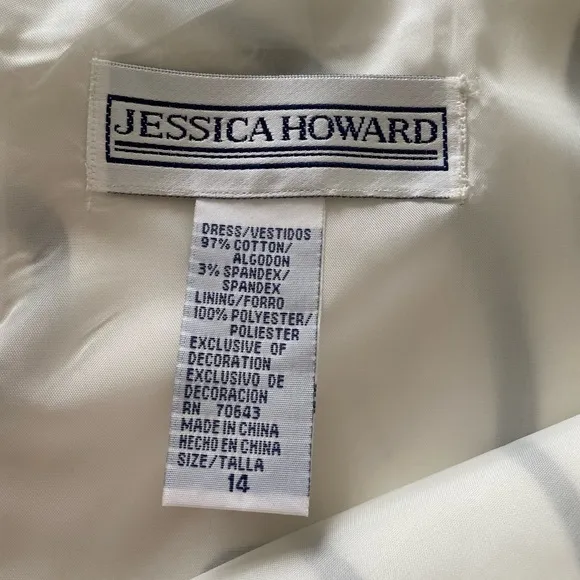 JESSICA HOWARD
DRESS/VESTIDOS
97% COTTON/
ALGODON
3% SPANDEX/
SPANDEX
LINING/FORRO
100% POLYESTER/
POLIESTER
EXCLUSIVE OF
DECORATION
EXCLUSIVO DE
DECORACION
RN 70643
MADE IN CHINA
HECHO EN CHINA
SIZE/TALLA
14